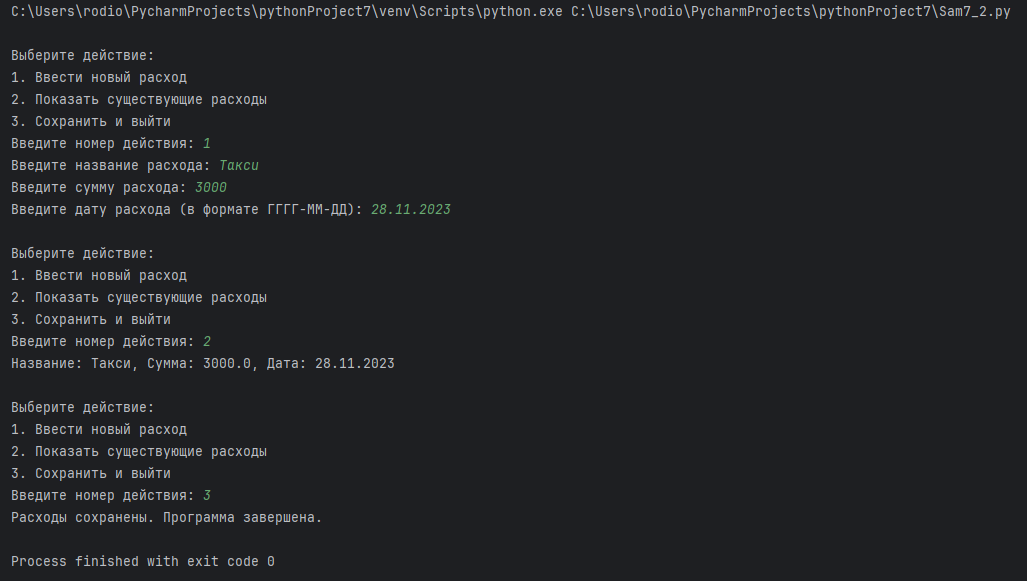 C:\Users\rodio\PycharmProjects\pythonProject7\venv\Scripts\python.exe C:\Users\rodio\PycharmProjects\pythonProject7\Sam7_2.py
Выберите действие:
1. Ввести новый расход
2. Показать существующие расходы
3. Сохранить и выйти
Введите номер действия: 1
Введите название расхода: Такси
Введите сумму расхода: 3000
Введите дату расхода (в формате ГГГГ-ММ-ДД): 28.11.2023
Выберите действие:
1. Ввести новый расход
2. Показать существующие расходы
3. Сохранить и выйти
Введите номер действия: 2
Название: Такси, Сумма: 3000.0, Дата: 28.11.2023
Выберите действие:
1. Ввести новый расход
2. Показать существующие расходы
3. Сохранить и выйти
Введите номер действия: 3
Расходы сохранены. Программа завершена.
Process finished with exit code 0